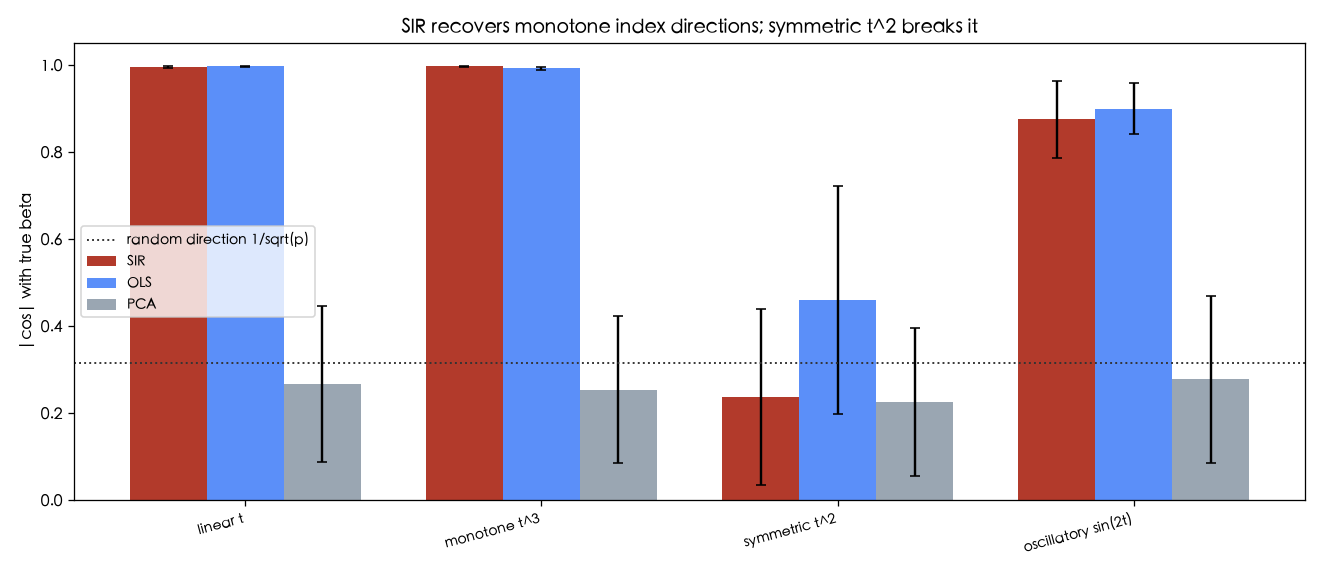 SIR recovers monotone index directions; symmetric t^2 breaks it
|cos| with true beta
1.0
0.8
0.6
0.4
0.2
0.0
random direction 1/sqrt(p)
SIR
OLS
PCA
linear t
monotone t^3
symmetric t^2
oscillatory sin(2t)